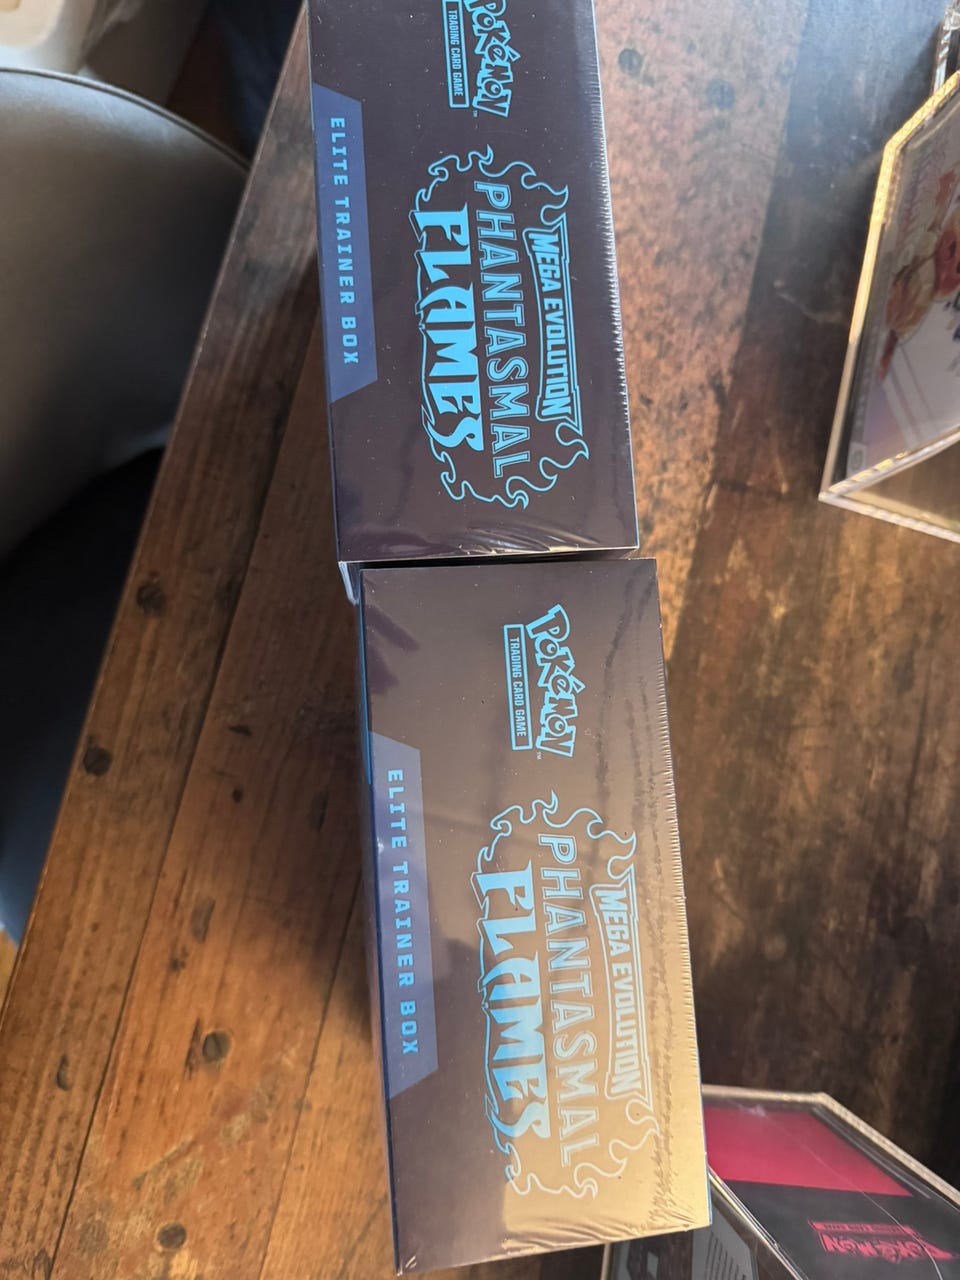 Pokémon
TRADING CARD GAME
MEGA EVOLUTION
PHANTASMAL
FLAMES
ELITE TRAINER BOX
Pokémon
TRADING CARD GAME
MEGA EVOLUTION
PHANTASMAL
FLAMES
ELITE TRAINER BOX
POKéMON